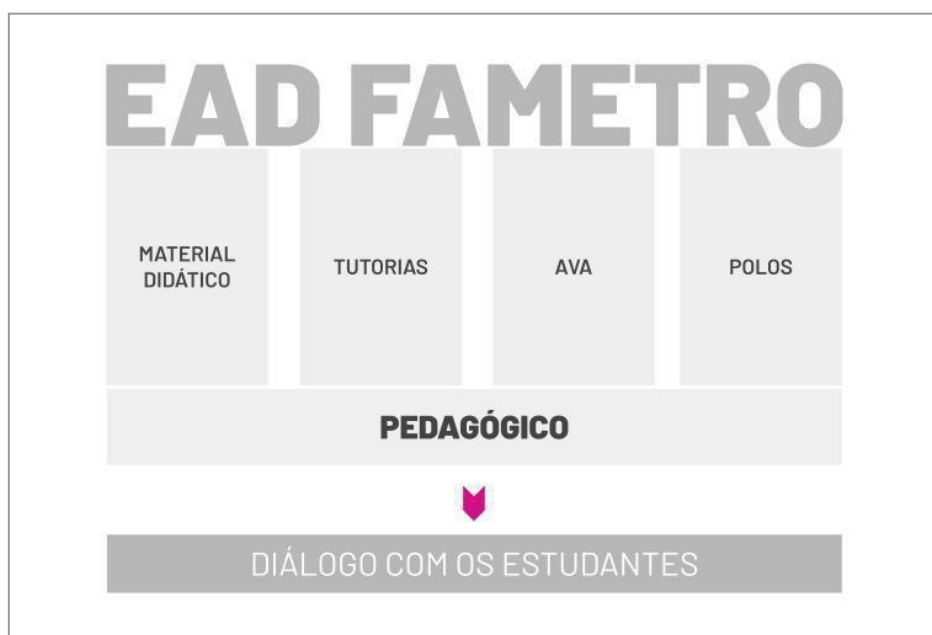 EAD FAMETRO
MATERIAL
DIDÁTICO
TUTORIAS
AVA
POLOS
PEDAGÓGICO
DIÁLOGO COM OS ESTUDANTES